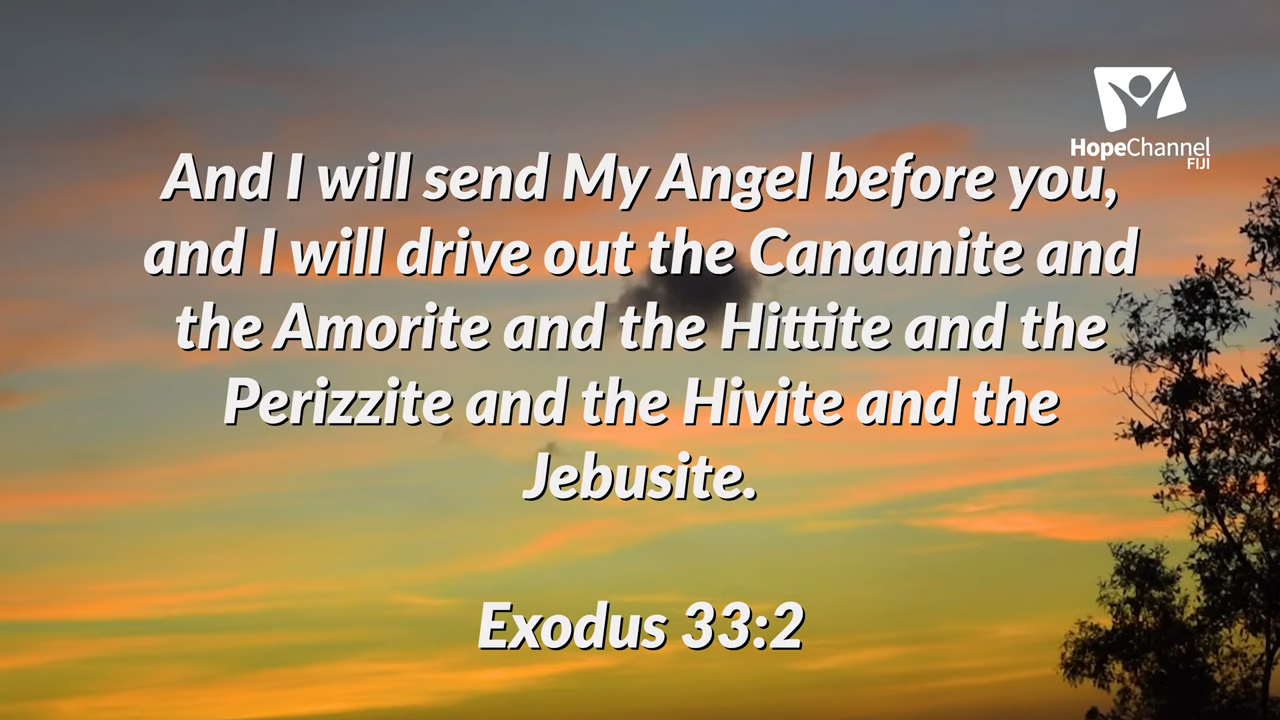 HopeChannel
FIJI
And I will send My Angel before you,
and I will drive out the Canaanite and
the Amorite and the Hittite and the
Perizzite and the Hivite and the
Jebusite.
Exodus 33:2